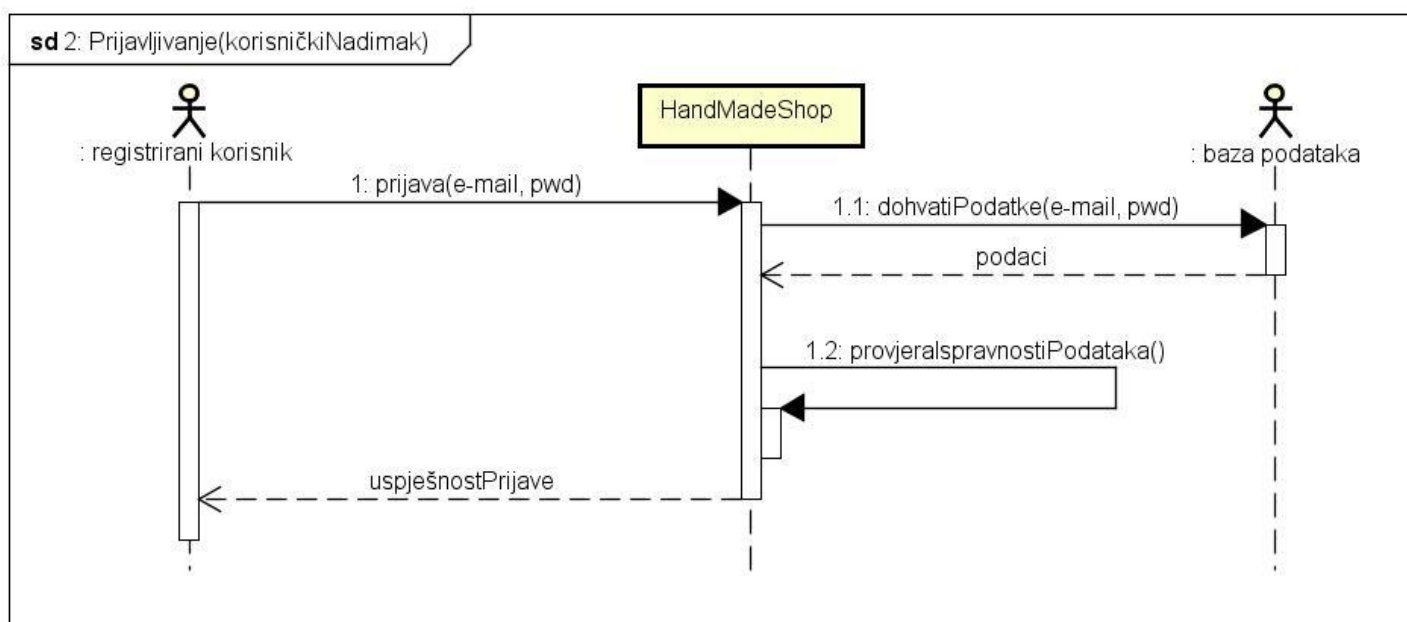 sd 2: Prijavljivanje(korisničkiNadimak)
: registrirani korisnik
HandMadeShop
: baza podataka
1: prijava(e-mail, pwd)
1.1: dohvatiPodatke(e-mail, pwd)
podaci
1.2: provjeraIspravnostiPodataka()
uspješnostPrijave